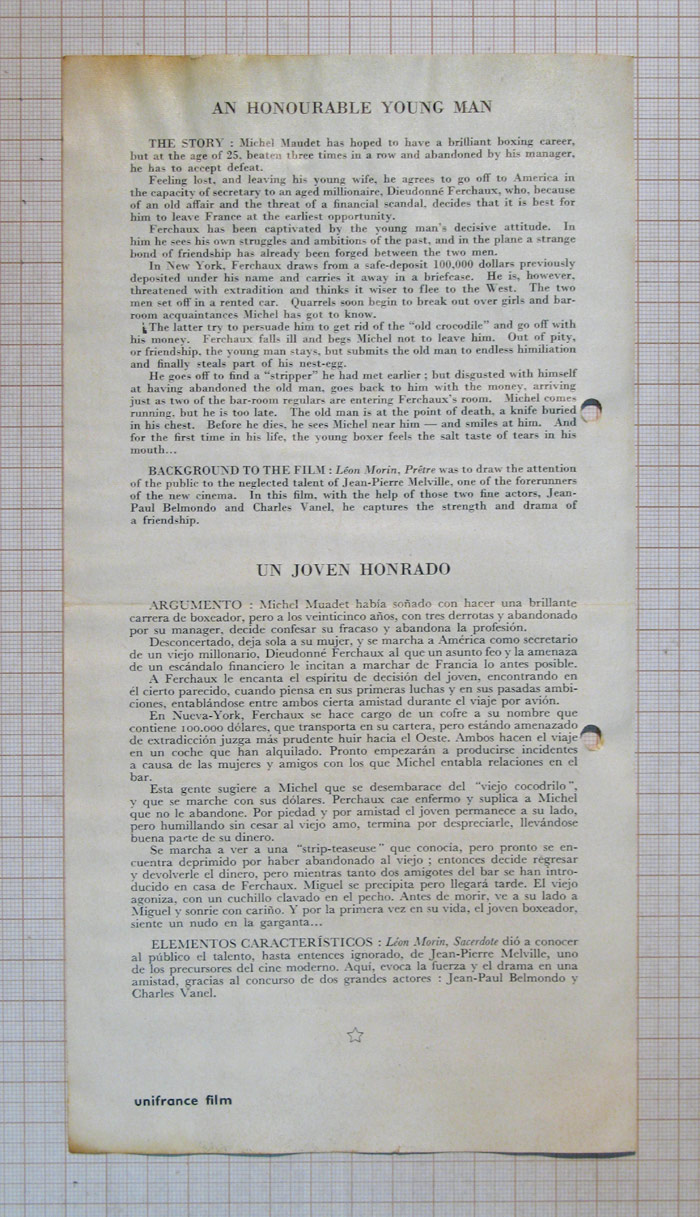 AN HONOURABLE YOUNG MAN
THE STORY : Michel Maudet has hoped to have a brilliant boxing career,
but at the age of 25, beaten three times in a row and abandoned by his manager,
he has to accept defeat.
Feeling lost, and leaving his young wife, he agrees to go off to America in
the capacity of secretary to an aged millionaire, Dieudonné Ferchaux, who, because
of an old affair and the threat of a financial scandal, decides that it is best for
him to leave France at the earliest opportunity.
Ferchaux has been captivated by the young man's decisive attitude. In
him he sees his own struggles and ambitions of the past, and in the plane a strange
bond of friendship has already been forged between the two men.
In New York, Ferchaux draws from a safe-deposit 100,000 dollars previously
deposited under his name and carries it away in a briefcase. He is, however,
threatened with extradition and thinks it wiser to flee to the West. The two
men set off in a rented car. Quarrels soon begin to break out over girls and bar-
room acquaintances Michel has got to know.
The latter try to persuade him to get rid of the "old crocodile" and go off with
his money. Ferchaux falls ill and begs Michel not to leave him. Out of pity,
or friendship, the young man stays, but submits the old man to endless himiliation
and finally steals part of his nest-egg.
He goes off to find a "stripper" he had met earlier ; but disgusted with himself
at having abandoned the old man, goes back to him with the money, arriving
just as two of the bar-room regulars are entering Ferchaux's room. Michel comes
running, but he is too late. The old man is at the point of death, a knife buried
in his chest. Before he dies, he sees Michel near him — and smiles at him. And
for the first time in his life, the young boxer feels the salt taste of tears in his
mouth...
BACKGROUND TO THE FILM : Léon Morin, Prêtre was to draw the attention
of the public to the neglected talent of Jean-Pierre Melville, one of the forerunners
of the new cinema. In this film, with the help of those two fine actors, Jean-
Paul Belmondo and Charles Vanel, he captures the strength and drama of
a friendship.
UN JOVEN HONRADO
ARGUMENTO : Michel Muadet había soñado con hacer una brillante
carrera de boxeador, pero a los veinticinco años, con tres derrotas y abandonado
por su manager, decide confesar su fracaso y abandona la profesión.
Desconcertado, deja sola a su mujer, y se marcha a América como secretario
de un viejo millonario, Dieudonné Ferchaux al que un asunto feo y la amenaza
de un escándalo financiero le incitan a marchar de Francia lo antes posible.
A Ferchaux le encanta el espíritu de decisión del joven, encontrando en
él cierto parecido, cuando piensa en sus primeras luchas y en sus pasadas ambi-
ciones, entablándose entre ambos cierta amistad durante el viaje por avión.
En Nueva-York, Ferchaux se hace cargo de un cofre a su nombre que
contiene 100.000 dólares, que transporta en su cartera, pero estándo amenazado
de extradicción juzga más prudente huir hacia el Oeste. Ambos hacen el viaje
en un coche que han alquilado. Pronto empezarán a producirse incidentes
a causa de las mujeres y amigos con los que Michel entabla relaciones en el
bar.
Esta gente sugiere a Michel que se desembarace del "viejo cocodrilo",
y que se marche con sus dólares. Perchaux cae enfermo y suplica a Michel
que no le abandone. Por piedad y por amistad el joven permanece a su lado,
pero humillando sin cesar al viejo amo, termina por despreciarle, llevándose
buena parte de su dinero.
Se marcha a ver a una "strip-teaseuse" que conocía, pero pronto se en-
cuentra deprimido por haber abandonado al viejo ; entonces decide régresar
y devolverle el dinero, pero mientras tanto dos amigotes del bar se han intro-
ducido en casa de Ferchaux. Miguel se precipita pero llegará tarde. El viejo
agoniza, con un cuchillo clavado en el pecho. Antes de morir, ve a su lado a
Miguel y sonrie con cariño. Y por la primera vez en su vida, el joven boxeador,
siente un nudo en la garganta...
ELEMENTOS CARACTERÍSTICOS : Léon Morin, Sacerdote dió a conocer
al público el talento, hasta entences ignorado, de Jean-Pierre Melville, uno
de los precursores del cine moderno. Aquí, evoca la fuerza y el drama en una
amistad, gracias al concurso de dos grandes actores : Jean-Paul Belmondo y
Charles Vanel.
unifrance film